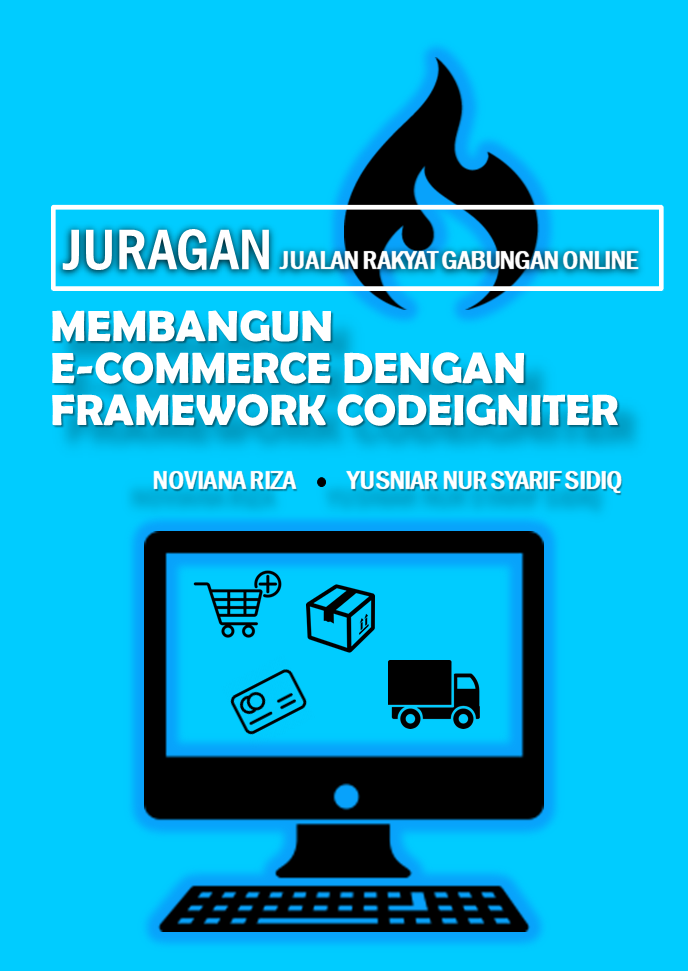 JURAGAN JUALAN RAKYAT GABUNGAN ONLINE
MEMBANGUN
E-COMMERCE DENGAN
FRAMEWORK CODEIGNITER
NOVIANA RIZA • YUSNIAR NUR SYARIF SIDIQ